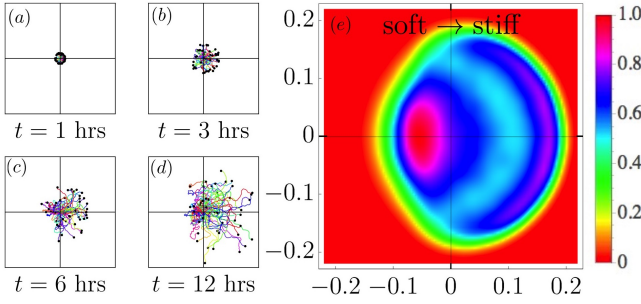 (a)
t = 1 hrs
(b)
t = 3 hrs
(c)
t = 6 hrs
(d)
t = 12 hrs
(e) soft → stiff
0.2
0.1
0
−0.1
−0.2
−0.2 −0.1 0 0.1 0.2
1.0
0.8
0.6
0.4
0.2
0